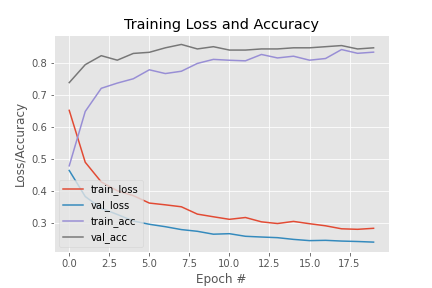 Training Loss and Accuracy
Loss/Accuracy
0.8
0.7
0.6
0.5
0.4
0.3
train_loss
val_loss
train_acc
val_acc
0.0 2.5 5.0 7.5 10.0 12.5 15.0 17.5
Epoch #